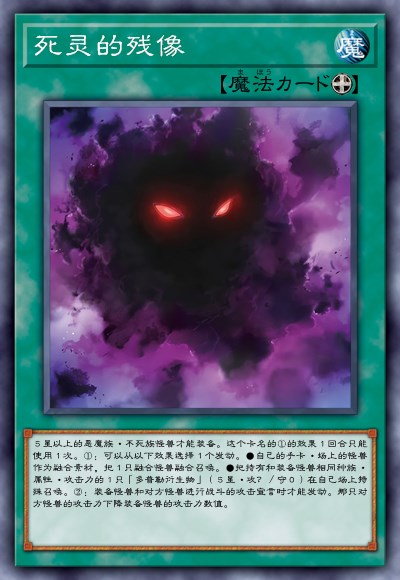 死灵的残像
魔
【魔法カード】
ま ほう
5星以上的恶魔族·不死族怪兽才能装备。这个卡名的①的效果1回合只能
使用1次。①：可以从以下效果选择1个发动。●自己的手卡·场上的怪兽
作为融合素材，把1只融合怪兽融合召唤。●把持有和装备怪兽相同种族·
属性·攻击力的1只「多普勒衍生物」（5星·攻？/守0）在自己场上特
殊召唤。②：装备怪兽和对方怪兽进行战斗的攻击宣言时才能发动。那只对
方怪兽的攻击力下降装备怪兽的攻击力数值。